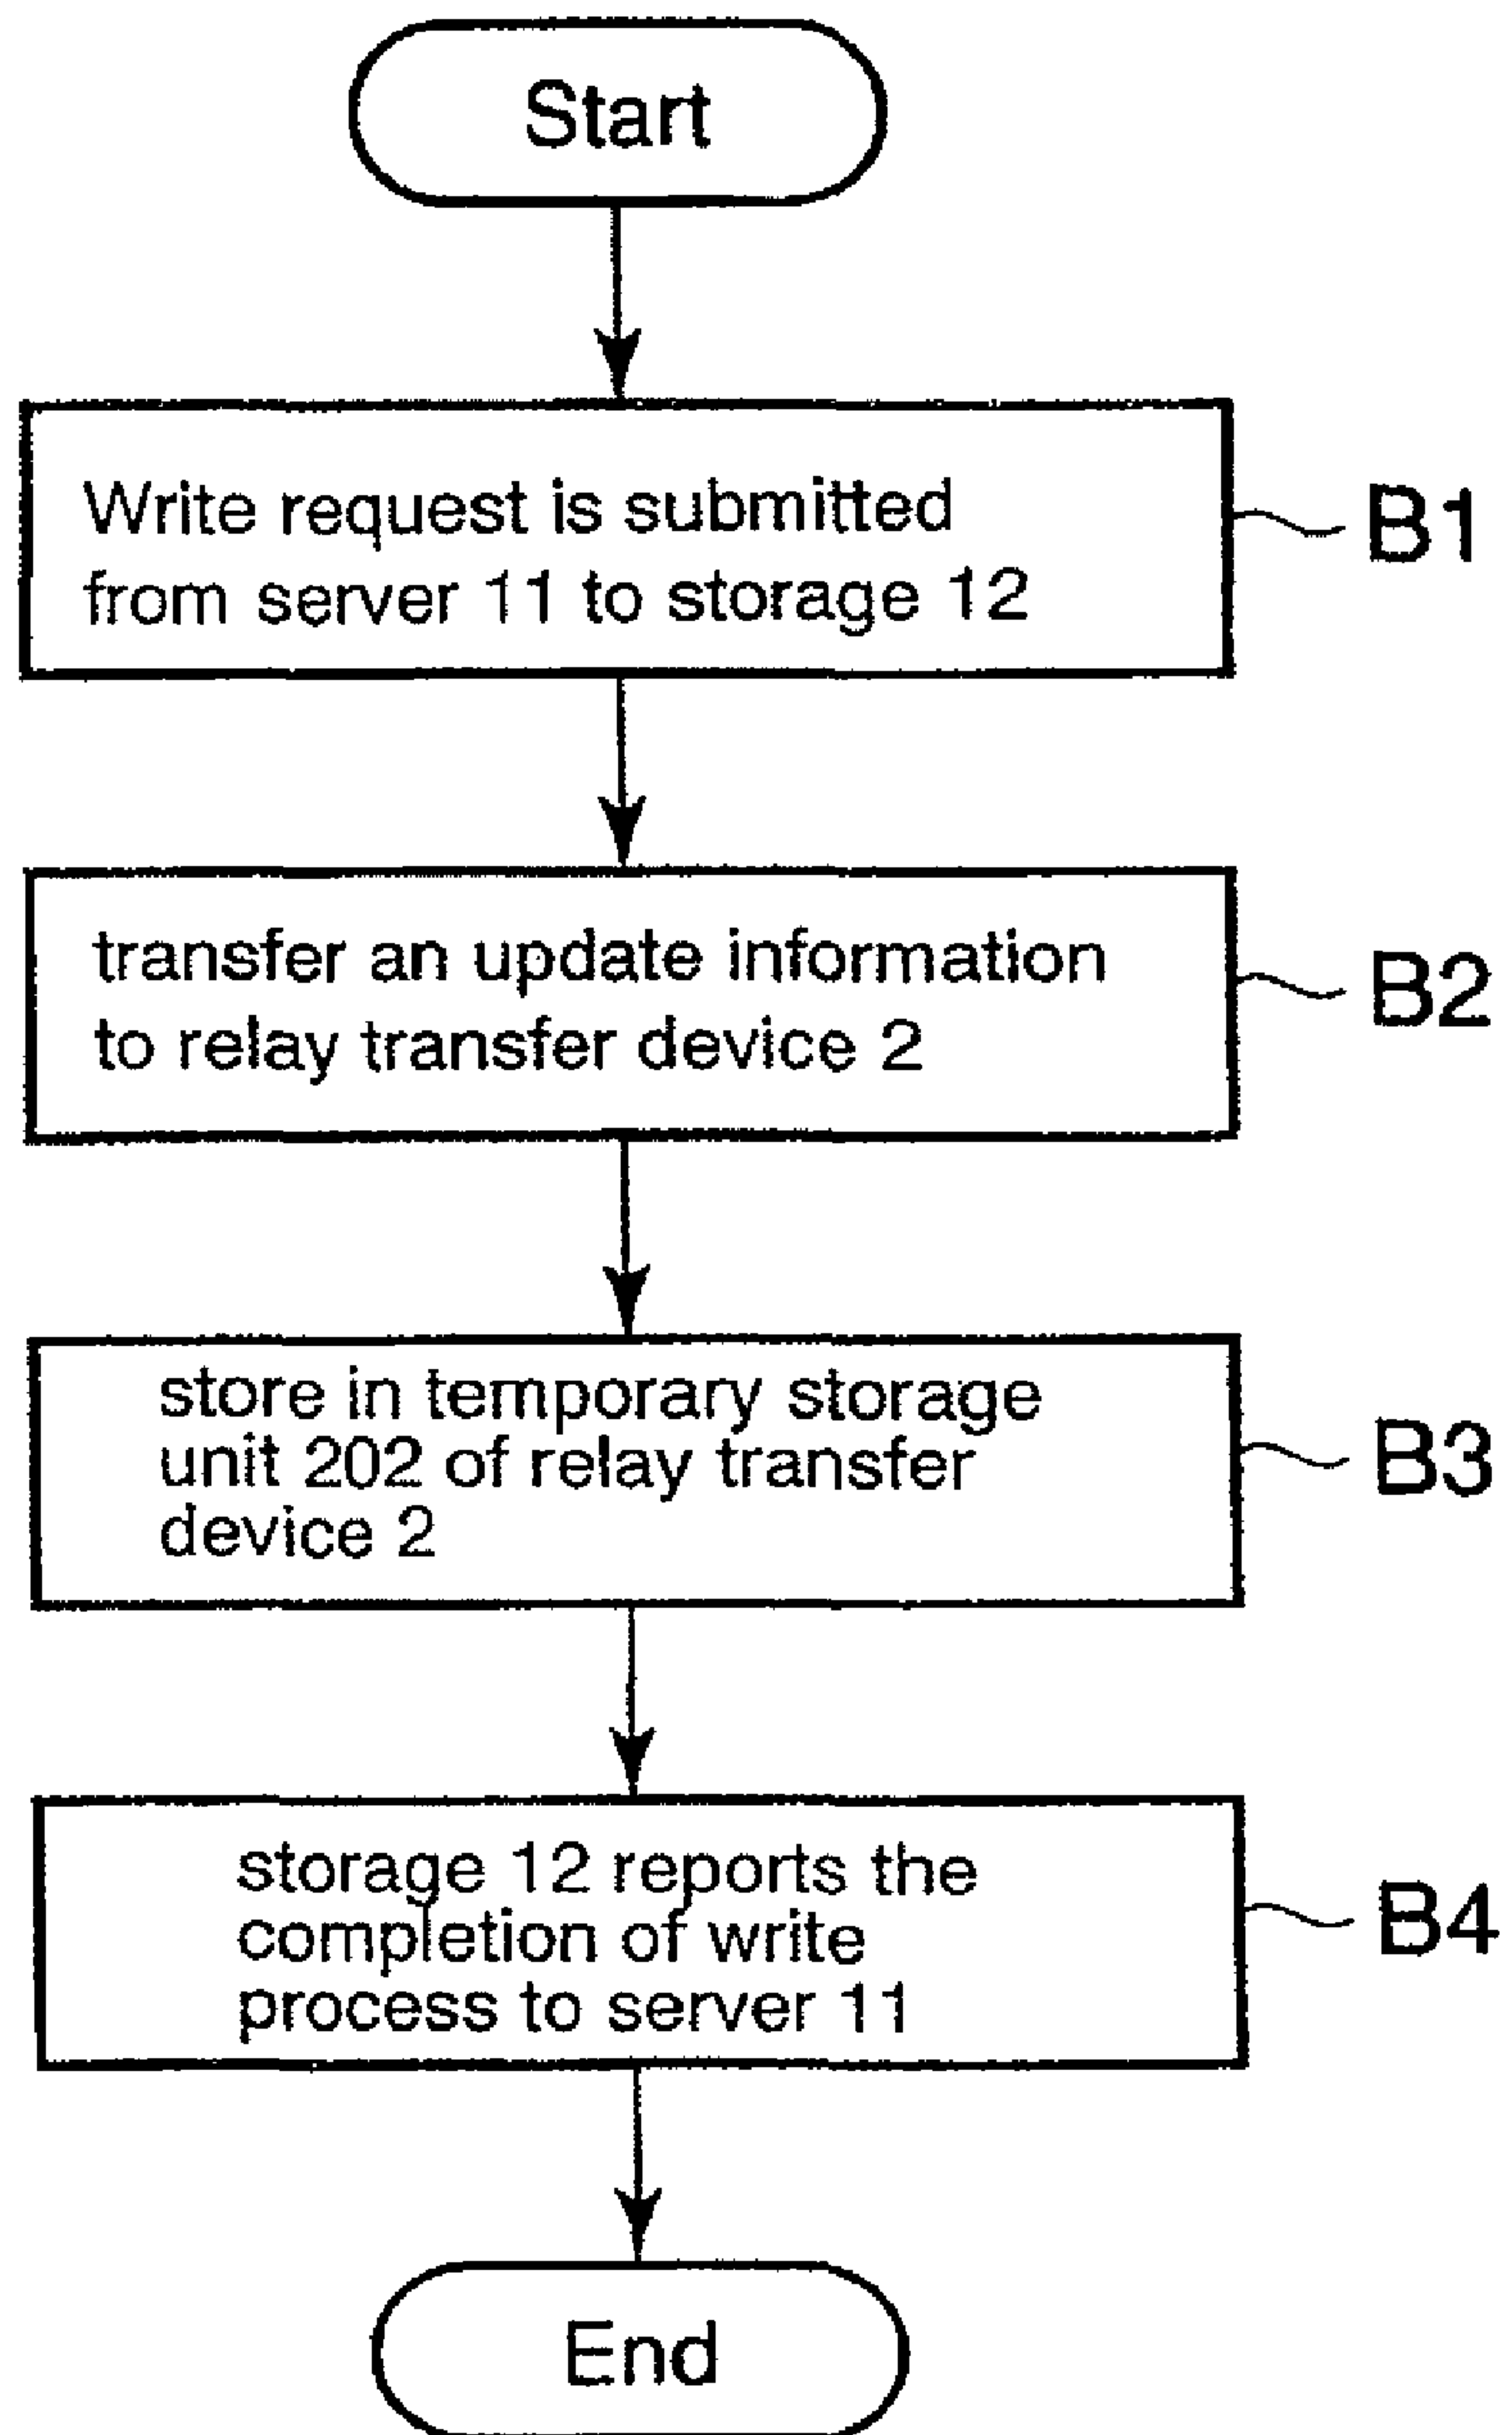 Start
Write request is submitted
from server 11 to storage 12
B1
transfer an update information
to relay transfer device 2
B2
store in temporary storage
unit 202 of relay transfer
device 2
B3
storage 12 reports the
completion of write
process to server 11
B4
End